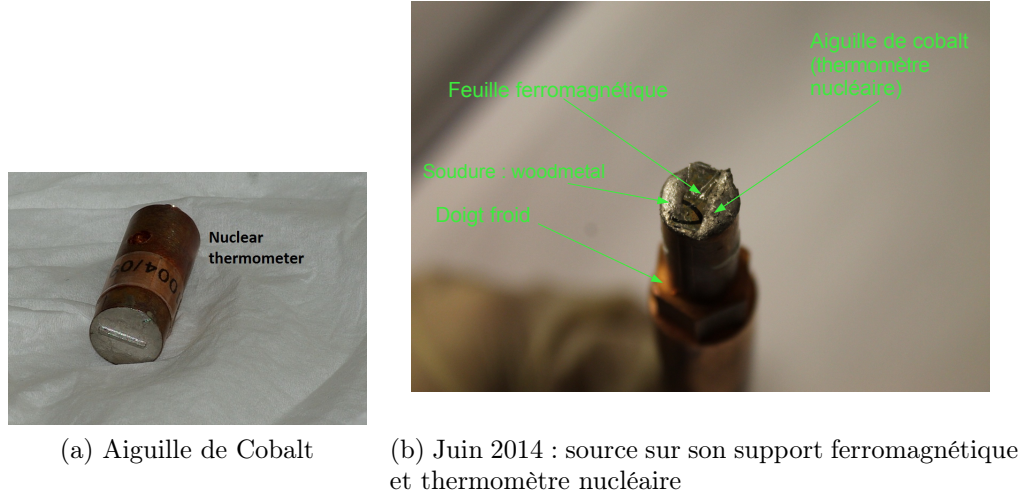 Nuclear
thermometer
004/0
(a) Aiguille de Cobalt
Aiguille de cobalt
(thermomètre
nucléaire)
Feuille ferromagnétique
Soudure : woodmetal
Doigt froid
(b) Juin 2014 : source sur son support ferromagnétique
et thermomètre nucléaire